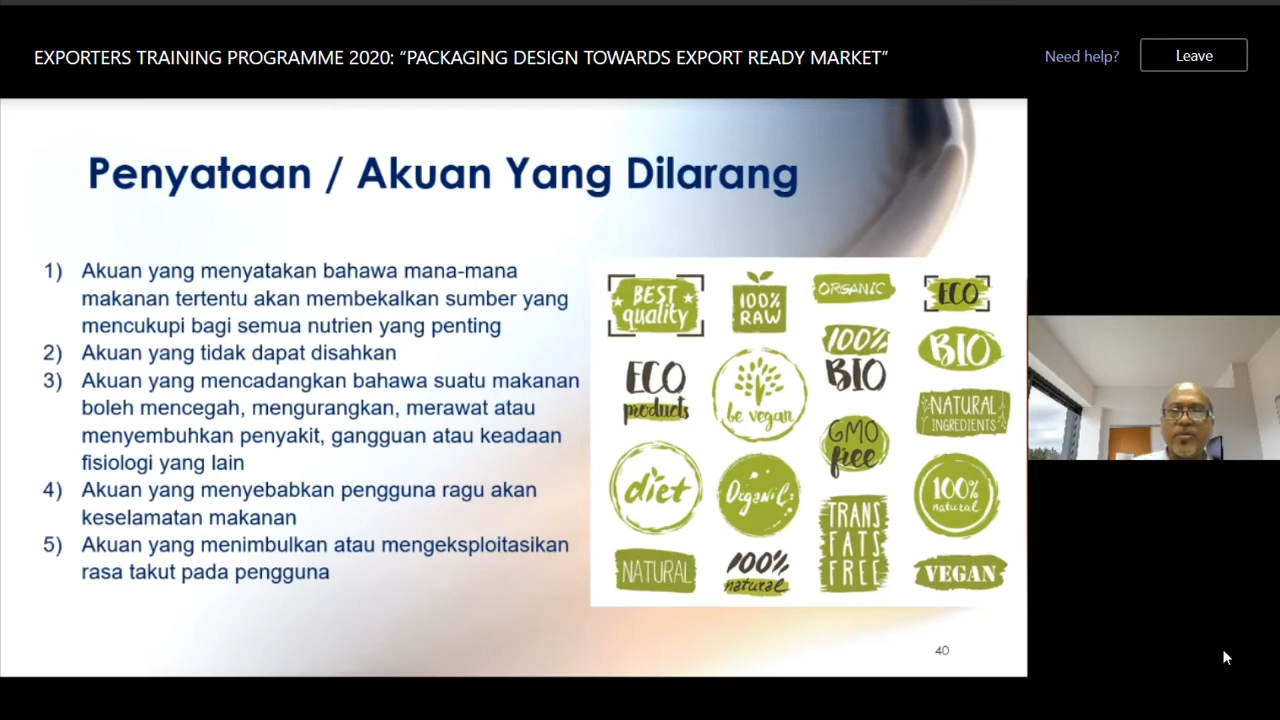 EXPORTERS TRAINING PROGRAMME 2020: “PACKAGING DESIGN TOWARDS EXPORT READY MARKET”
Need help?
Leave
Penyataan / Akuan Yang Dilarang
1) Akuan yang menyatakan bahawa mana-mana
makanan tertentu akan membekalkan sumber yang
mencukupi bagi semua nutrien yang penting
2) Akuan yang tidak dapat disahkan
3) Akuan yang mencadangkan bahawa suatu makanan
boleh mencegah, mengurangkan, merawat atau
menyembuhkan penyakit, gangguan atau keadaan
fisiologi yang lain
4) Akuan yang menyebabkan pengguna ragu akan
keselamatan makanan
5) Akuan yang menimbulkan atau mengeksploitasikan
rasa takut pada pengguna
BEST
quality
100%
RAW
ORGANIC
ECO
ECO
products
be vegan
100%
BIO
BIO
NATURAL
INGREDIENTS
GMO
free
diet
Organic
100%
natural
TRANS
FATS
FREE
NATURAL
100%
natural
VEGAN
40